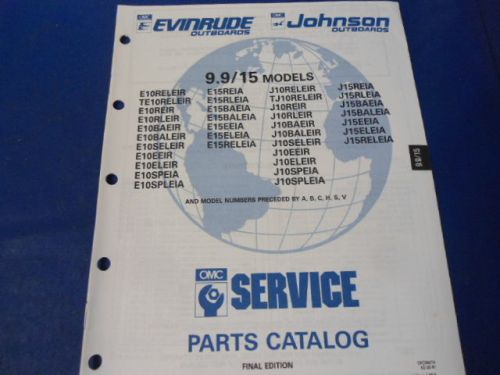 OMC EVINRUDE OUTBOARDS
OMC Johnson OUTBOARDS
9.9/15 MODELS
E10RELEIR
TE10RELEIR
E10REIR
E10RLEIR
E10BAEIR
E10BALEIR
E10SELEIR
E10EEIR
E10ELEIR
E10SPEIA
E10SPLEIA
E15REIA
E15RLEIA
E15BAEIA
E15BALEIA
E15EEIA
E15ELEIA
E15RELEIA
J10RELEIR
TJ10RELEIR
J10REIR
J10RLEIR
J10BAEIR
J10BALEIR
J10SELEIR
J10EEIR
J10ELEIR
J10SPEIA
J10SPLEIA
J15REIA
J15RLEIA
J15BAEIA
J15BALEIA
J15EEIA
J15ELEIA
J15RELEIA
AND MODEL NUMBERS PRECEDED BY A, B, C, H, S, V
9.9/15
OMC
SERVICE
PARTS CATALOG
FINAL EDITION